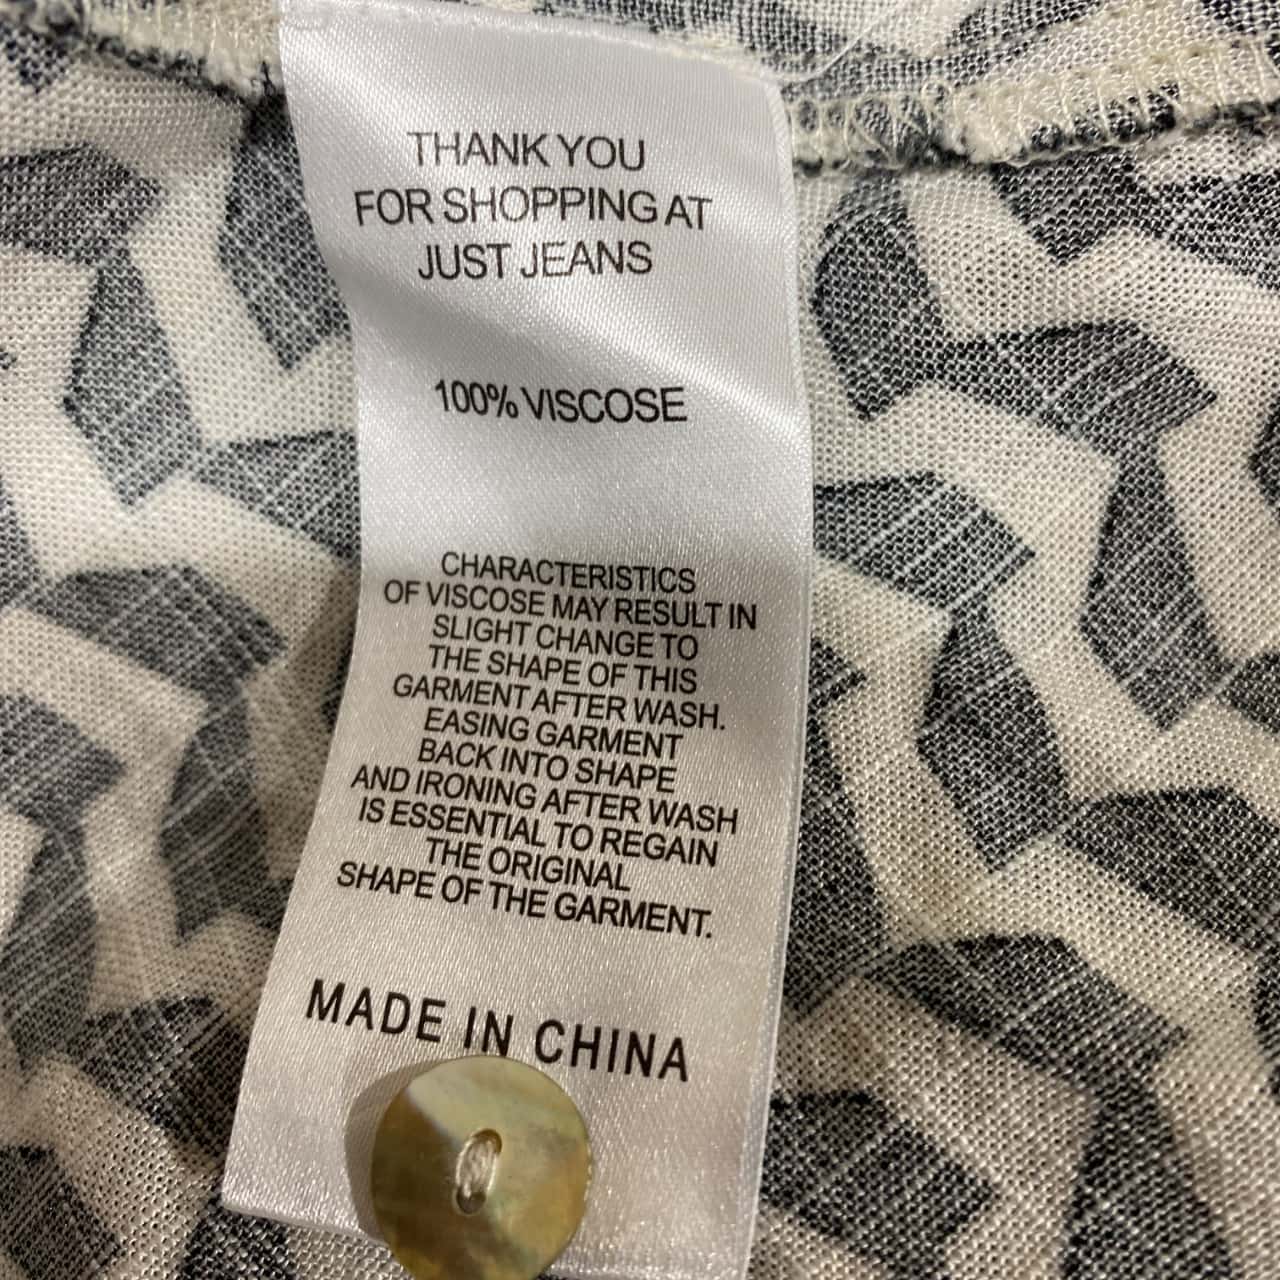 THANK YOU
FOR SHOPPING AT
JUST JEANS
100% VISCOSE
CHARACTERISTICS
OF VISCOSE MAY RESULT IN
SLIGHT CHANGE TO
THE SHAPE OF THIS
GARMENT AFTER WASH.
EASING GARMENT
BACK INTO SHAPE
AND IRONING AFTER WASH
IS ESSENTIAL TO REGAIN
THE ORIGINAL
SHAPE OF THE GARMENT.
MADE IN CHINA